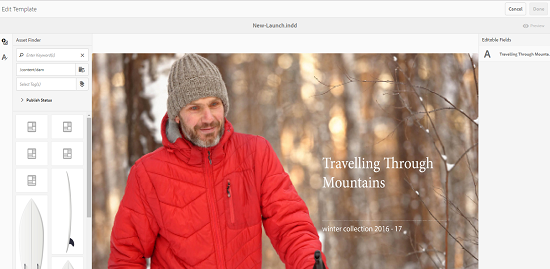 Edit Template
Cancel
Done
New-Launch.indd
Preview
Asset Finder
Enter Keyword(s)
/content/dam
Select Tag(s)
Publish Status
Editable Fields
A
Travelling Through Mounta
Travelling Through
Mountains
winter collection 2016 - 17